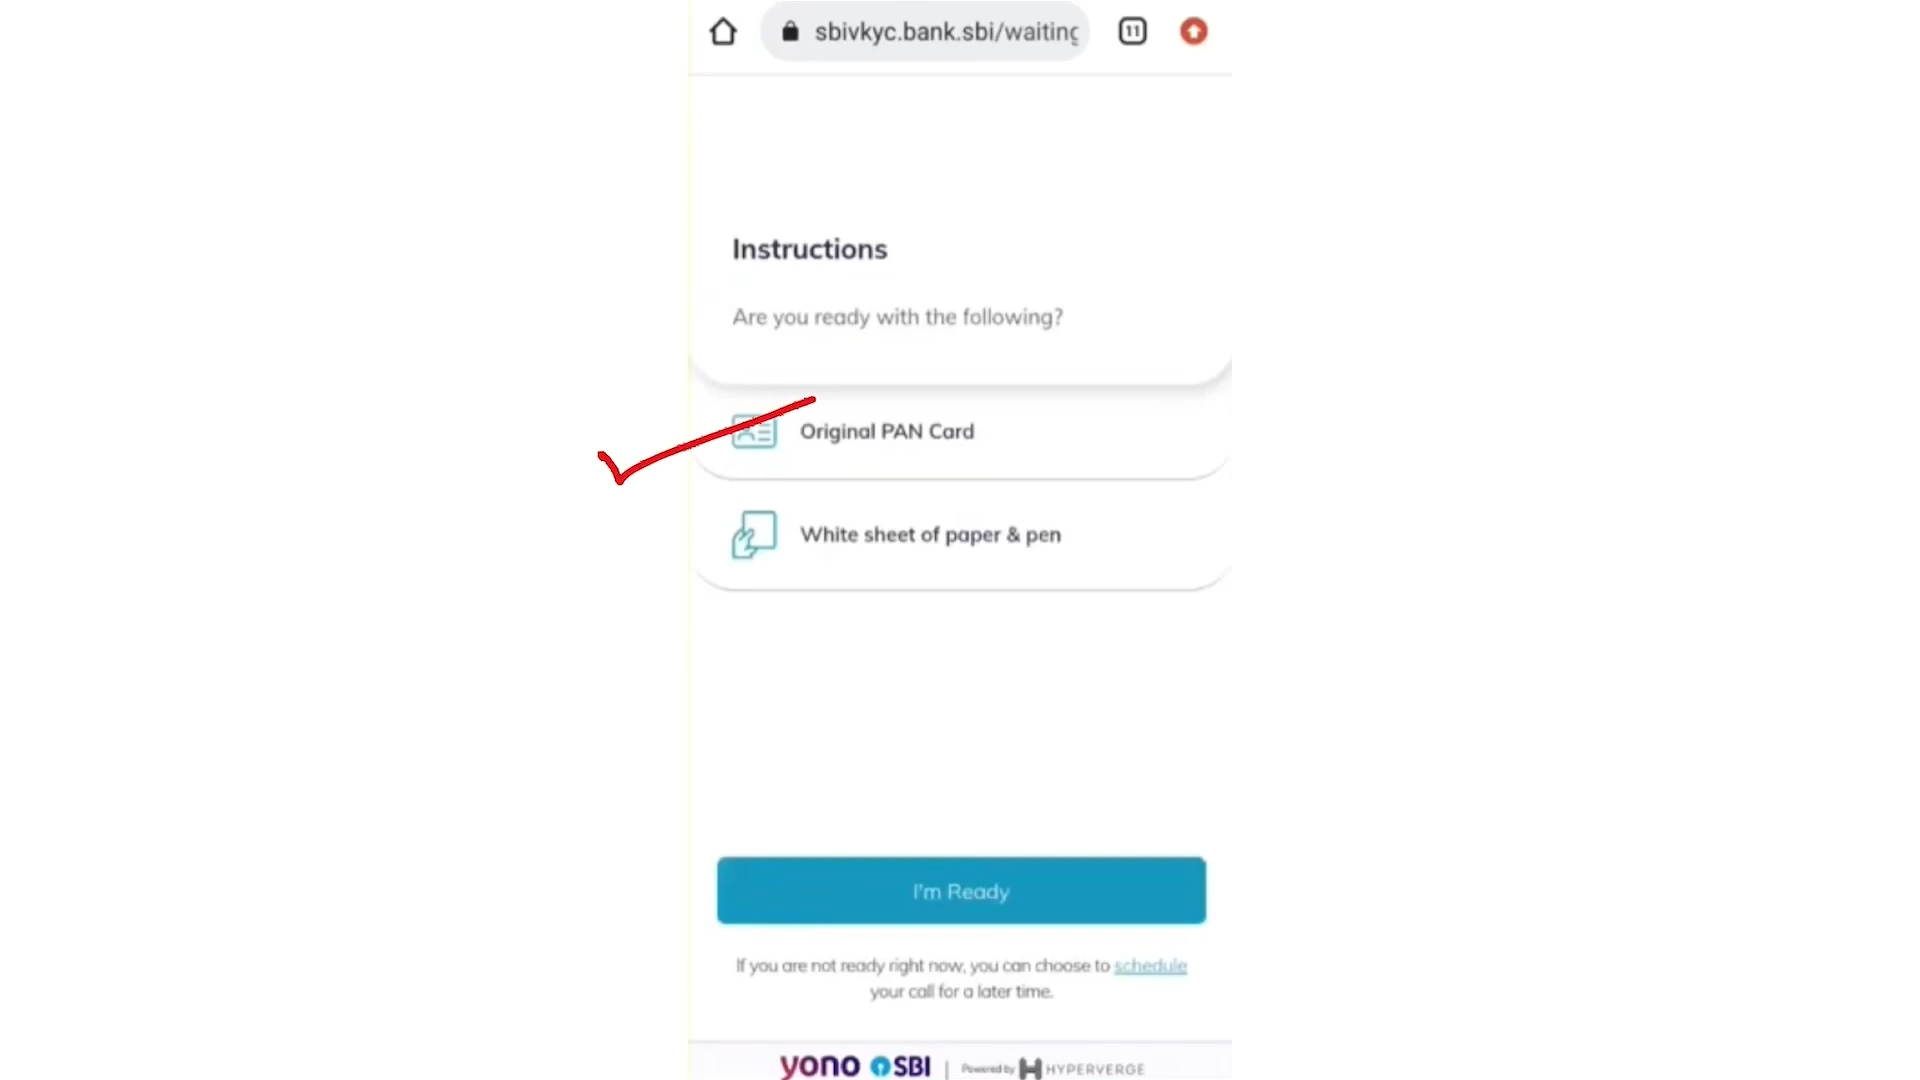 sbivkyc.bank.sbi/waiting
11
Instructions
Are you ready with the following?
Original PAN Card
White sheet of paper & pen
I'm Ready
If you are not ready right now, you can choose to schedule
your call for a later time.
yono SBI | Powered by HYPERVERGE